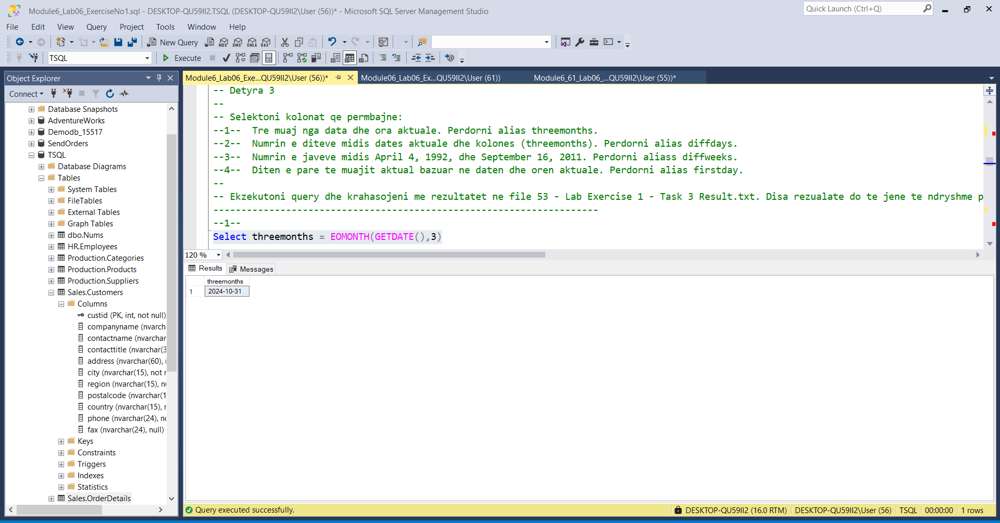 Module6_Lab06_ExerciseNo1.sql - DESKTOP-QU59II2.TSQL (DESKTOP-QU59II2\User (56))* - Microsoft SQL Server Management Studio
Quick Launch (Ctrl+Q)
File Edit View Query Project Tools Window Help
New Query MDX DMX XMLA DAX
TSQL Execute
Object Explorer
Connect
Database Snapshots
AdventureWorks
Demodb_15517
SendOrders
TSQL
Database Diagrams
Tables
System Tables
FileTables
External Tables
Graph Tables
dbo.Nums
HR.Employees
Production.Categories
Production.Products
Production.Suppliers
Sales.Customers
Columns
custid (PK, int, not null)
companyname (nvarch
contactname (nvarchar
contacttitle (nvarchar(3
address (nvarchar(60),
city (nvarchar(15), not r
region (nvarchar(15), nu
postalcode (nvarchar(1
country (nvarchar(15), r
phone (nvarchar(24), no
fax (nvarchar(24), null)
Keys
Constraints
Triggers
Indexes
Statistics
Sales.OrderDetails
Module6_Lab06_Exe...QU59II2\User (56))* Module06_Lab06_Ex...QU59II2\User (61)) Module6_61_Lab06_...QU59II2\User (55))*
-- Detyra 3
--
-- Selektoni kolonat qe permbajne:
--1-- Tre muaj nga data dhe ora aktuale. Perdorni alias threemonths.
--2-- Numrin e diteve midis dates aktuale dhe kolones (threemonths). Perdorni alias diffdays.
--3-- Numrin e javeve midis April 4, 1992, dhe September 16, 2011. Perdorni aliass diffweeks.
--4-- Diten e pare te muajit aktual bazuar ne daten dhe oren aktuale. Perdorni alias firstday.
--
-- Ekzekutoni query dhe krahasojeni me rezultatet ne file 53 - Lab Exercise 1 - Task 3 Result.txt. Disa rezualate do te jene te ndryshme p
---------------------------------------------------------------------
--1--
Select threemonths = EOMONTH(GETDATE(),3)
120 %
Results Messages
threemonths
1 2024-10-31
Query executed successfully. DESKTOP-QU59II2 (16.0 RTM) DESKTOP-QU59II2\User (56) TSQL 00:00:00 1 rows